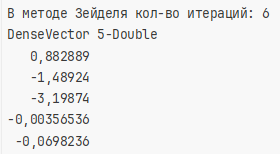 В методе Зейделя кол-во итераций: 6
DenseVector 5-Double
0,882889
-1,48924
-3,19874
-0,00356536
-0,0698236